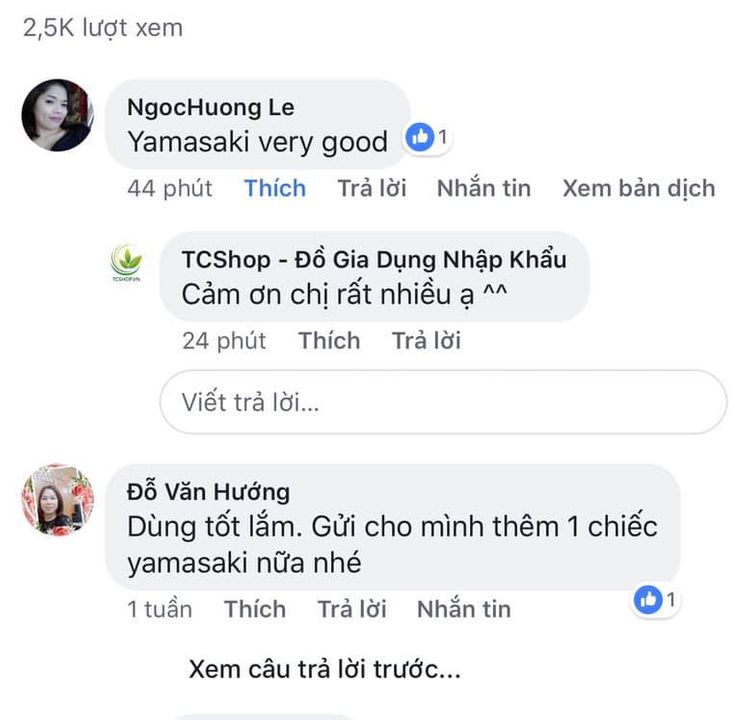 2,5K lượt xem
NgocHuong Le
Yamasaki very good
1
44 phút Thích Trả lời Nhắn tin Xem bản dịch
TCSHOP.VN
TCShop - Đồ Gia Dụng Nhập Khẩu
Cảm ơn chị rất nhiều ạ ^^
24 phút Thích Trả lời
Viết trả lời...
Đỗ Văn Hướng
Dùng tốt lắm. Gửi cho mình thêm 1 chiếc
yamasaki nữa nhé
1
1 tuần Thích Trả lời Nhắn tin
Xem câu trả lời trước...